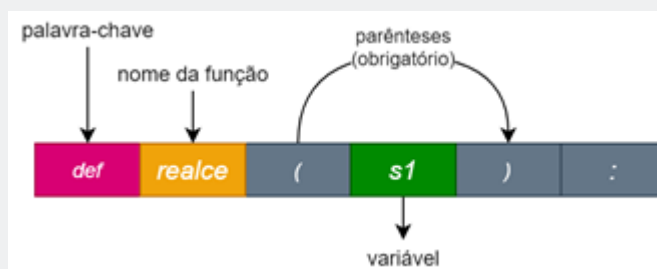 palavra-chave
nome da função
parênteses
(obrigatório)
def realce ( s1 ) :
variável